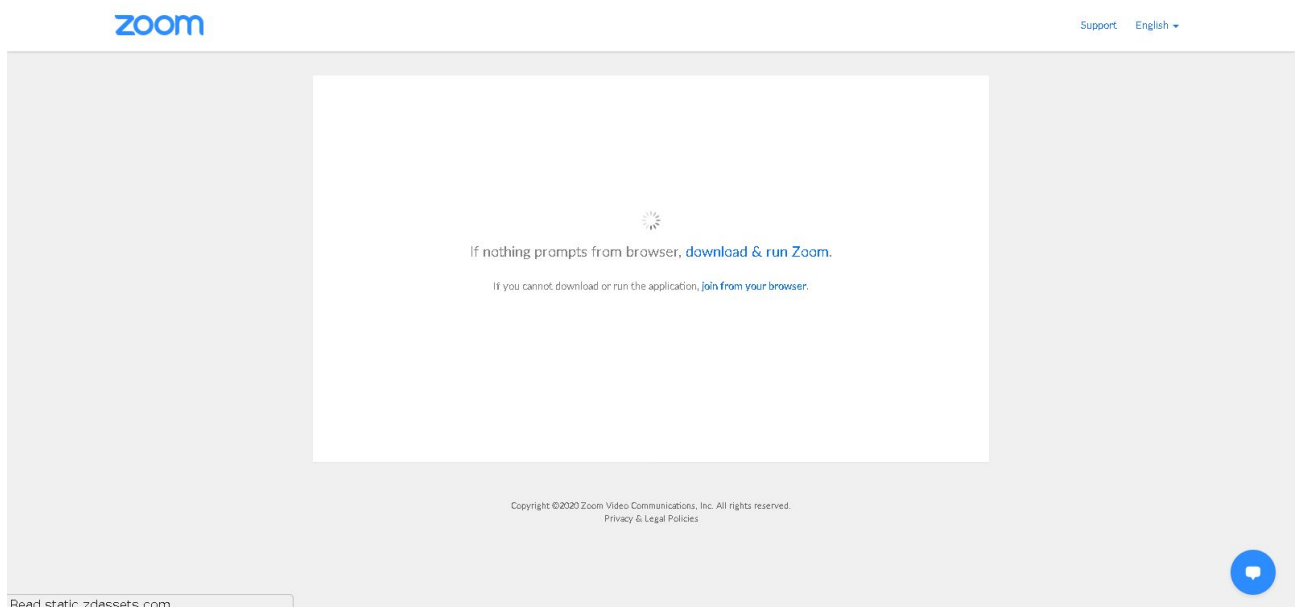 zoom
Support English
If nothing prompts from browser, download & run Zoom.
If you cannot download or run the application, join from your browser.
Copyright ©2020 Zoom Video Communications, Inc. All rights reserved.
Privacy & Legal Policies
Read static.zdassets.com